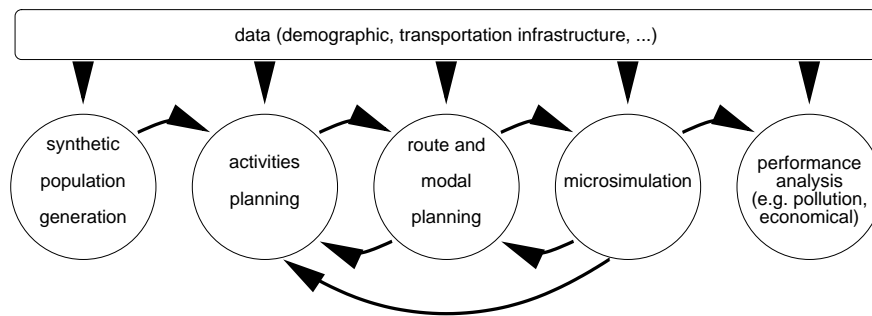 data (demographic, transportation infrastructure, ...)
synthetic
population
generation
activities
planning
route and
modal
planning
microsimulation
performance
analysis
(e.g. pollution,
economical)